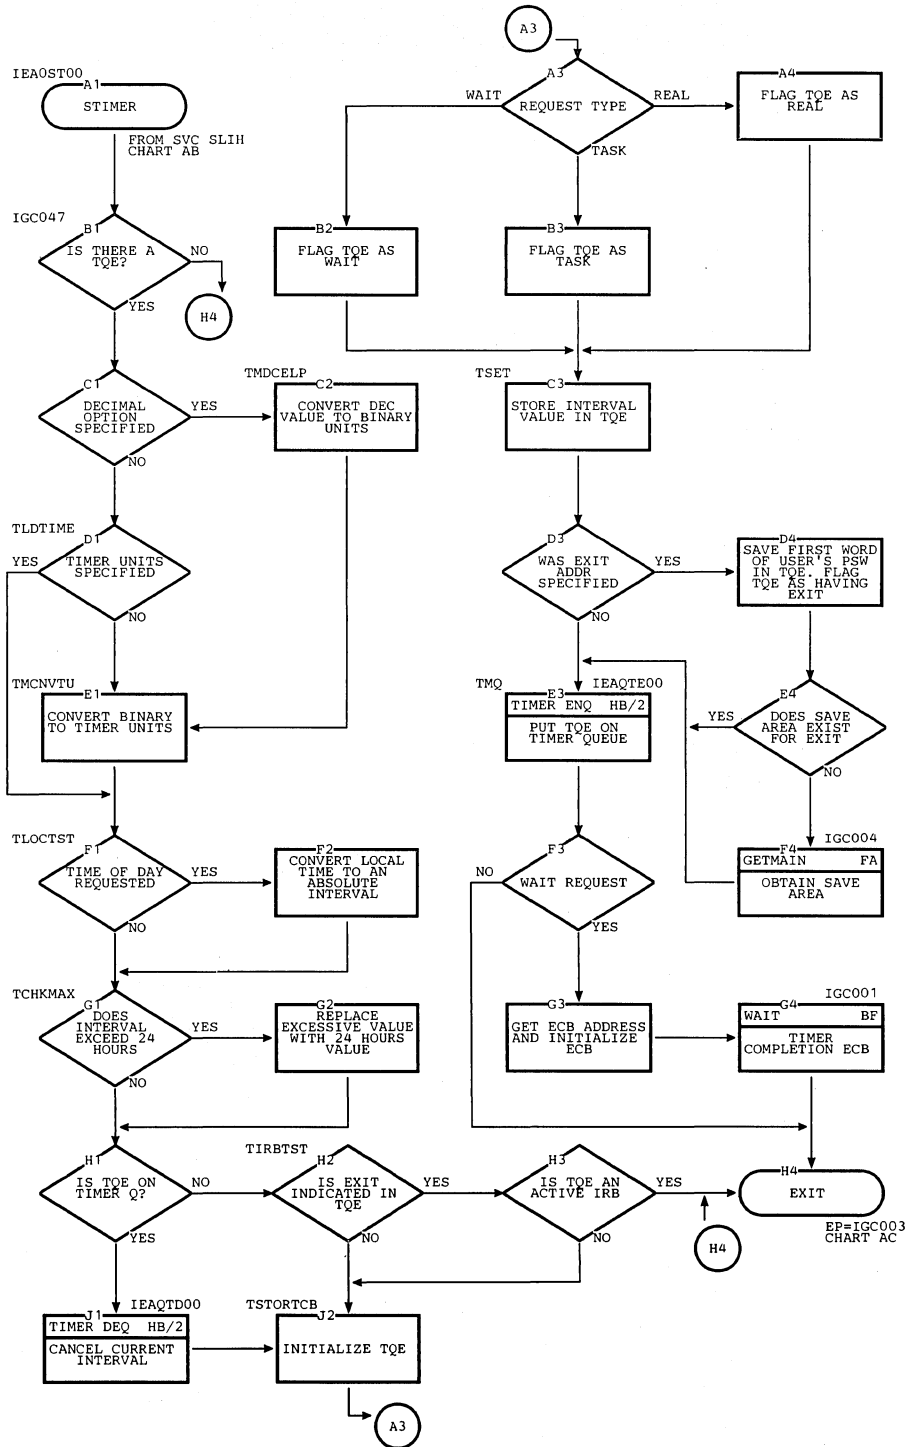 IEA0ST00
A1
STIMER
FROM SVC SLIH
CHART AB
IGC047
B1
IS THERE A
TQE?
NO
H4
YES
C1
DECIMAL
OPTION
SPECIFIED
YES
NO
TMDCELP
C2
CONVERT DEC
VALUE TO BINARY
UNITS
TLDTIME
D1
YES
TIMER UNITS
SPECIFIED
NO
TMCNVTU
E1
CONVERT BINARY
TO TIMER UNITS
TLOCTST
F1
TIME OF DAY
REQUESTED
YES
NO
F2
CONVERT LOCAL
TIME TO AN
ABSOLUTE
INTERVAL
TCHKMAX
G1
DOES
INTERVAL
EXCEED 24
HOURS
YES
NO
G2
REPLACE
EXCESSIVE VALUE
WITH 24 HOURS
VALUE
H1
IS TQE ON
TIMER Q?
NO
YES
TIRBTST
H2
IS EXIT
INDICATED IN
TQE
YES
NO
H3
IS TQE AN
ACTIVE IRB
YES
NO
H4
H4
EXIT
EP=IGC003
CHART AC
IEAQTD00
J1
TIMER DEQ HB/2
CANCEL CURRENT
INTERVAL
TSTORTCB
J2
INITIALIZE TQE
A3
A3
A3
REQUEST TYPE
WAIT
REAL
TASK
A4
FLAG TQE AS
REAL
B2
FLAG TQE AS
WAIT
B3
FLAG TQE AS
TASK
TSET
C3
STORE INTERVAL
VALUE IN TQE
D3
WAS EXIT
ADDR
SPECIFIED
YES
NO
D4
SAVE FIRST WORD
OF USER'S PSW
IN TQE. FLAG
TQE AS HAVING
EXIT
TMQ
E3
IEAQTE00
TIMER ENQ HB/2
PUT TQE ON
TIMER QUEUE
E4
YES
DOES SAVE
AREA EXIST
FOR EXIT
NO
IGC004
F4
GETMAIN FA
OBTAIN SAVE
AREA
F3
NO
WAIT REQUEST
YES
G3
GET ECB ADDRESS
AND INITIALIZE
ECB
IGC001
G4
WAIT BF
TIMER
COMPLETION ECB